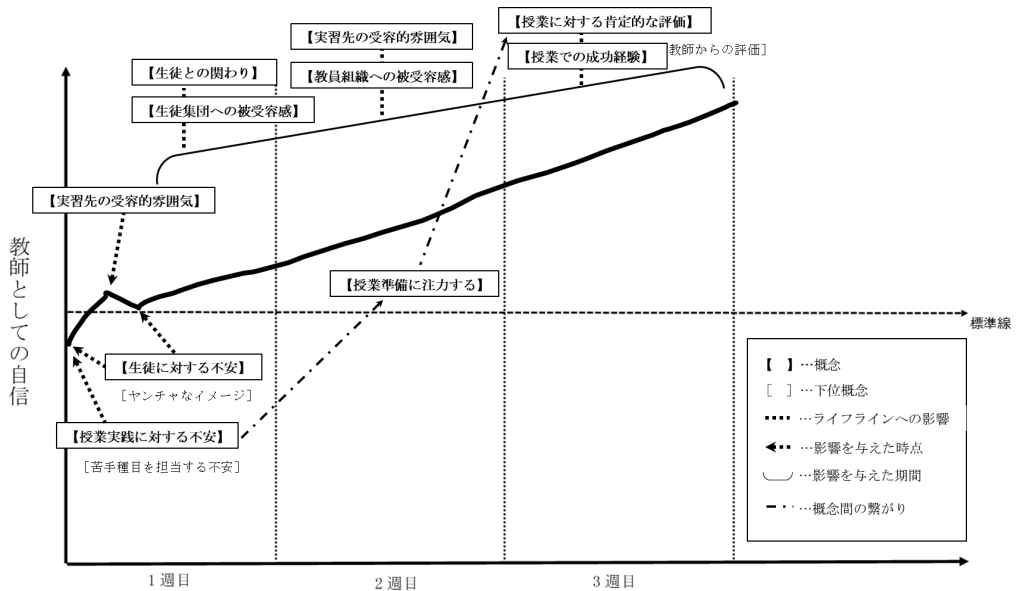 【授業に対する肯定的な評価】
【実習先の受容的雰囲気】
【授業での成功経験】
教師からの評価］
【生徒との関わり】
【教員組織への被受容感】
【生徒集団への被受容感】
【実習先の受容的雰囲気】
教師としての自信
【授業準備に注力する】
標準線
【生徒に対する不安】
［ヤンチャなイメージ］
【授業実践に対する不安】
［苦手種目を担当する不安］
【 】…概念
［ ］…下位概念
…ライフラインへの影響
…影響を与えた時点
…影響を与えた期間
…概念間の繋がり
1週目
2週目
3週目